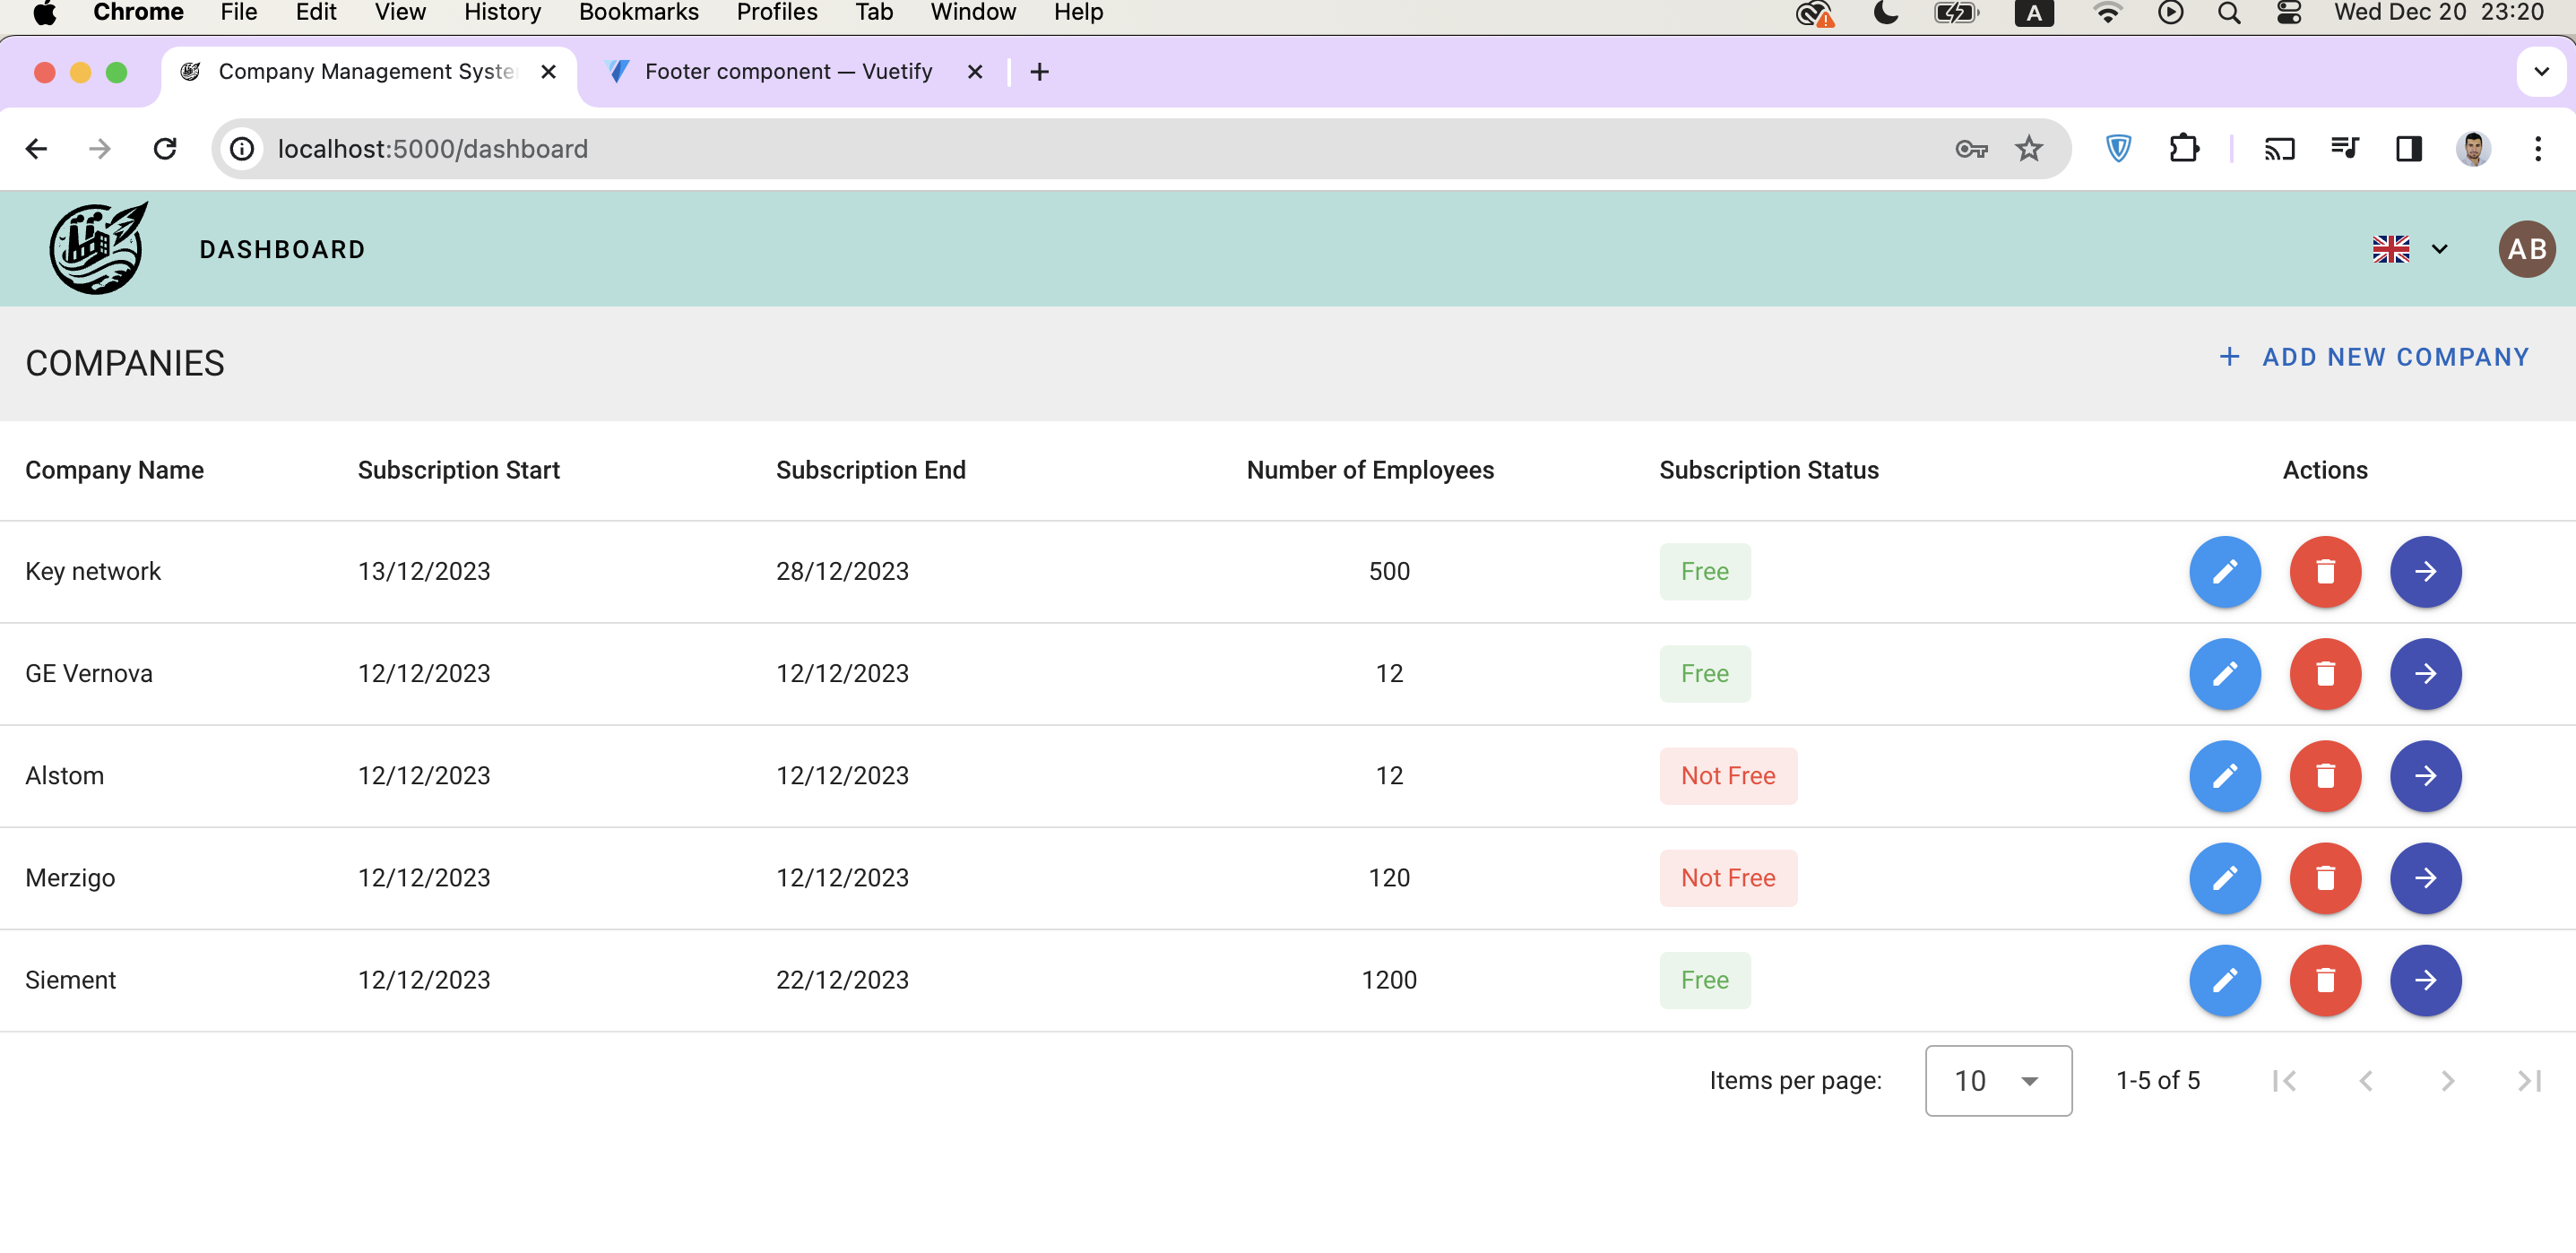 Chrome File Edit View History Bookmarks Profiles Tab Window Help A Wed Dec 20 23:20
Company Management Syste Footer component — Vuetify
localhost:5000/dashboard
DASHBOARD AB
COMPANIES + ADD NEW COMPANY
Company Name Subscription Start Subscription End Number of Employees Subscription Status Actions
Key network 13/12/2023 28/12/2023 500 Free
GE Vernova 12/12/2023 12/12/2023 12 Free
Alstom 12/12/2023 12/12/2023 12 Not Free
Merzigo 12/12/2023 12/12/2023 120 Not Free
Siement 12/12/2023 22/12/2023 1200 Free
Items per page: 10 1-5 of 5